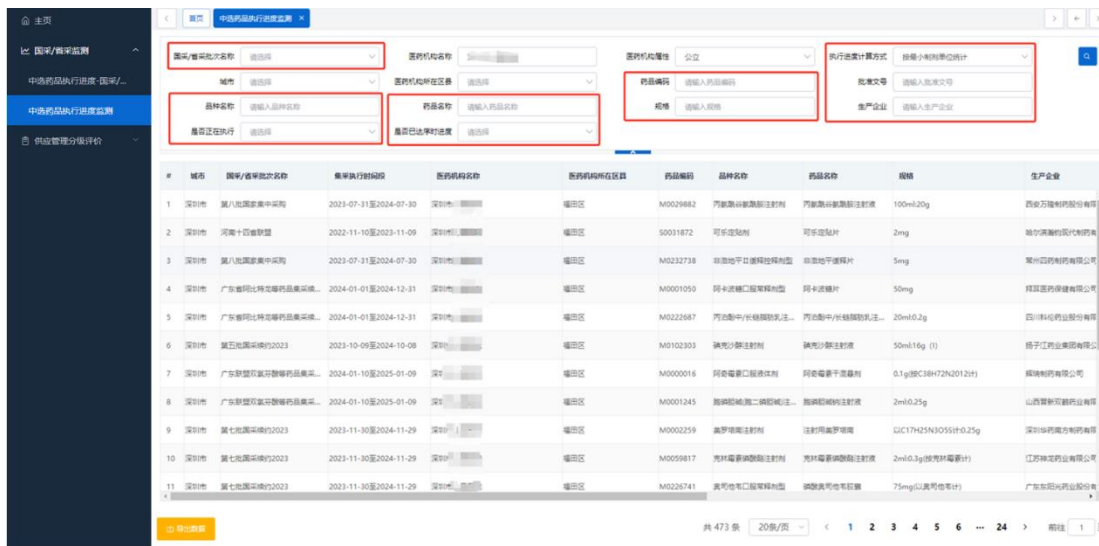 主页
首页 中选药品执行进度监测 ×
国采/省采监测
中选药品执行进度-国采/...
中选药品执行进度监测
供应管理分级评价
国采/省采批次名称 请选择 医药机构名称 医药机构属性 公立 执行进度计算方式 按最小制剂单位统计
城市 请选择 医药机构所在区县 请选择 药品编码 请输入药品编码 批准文号 请输入批准文号
品种名称 请输入品种名称 药品名称 请输入药品名称 规格 请输入规格 生产企业 请输入生产企业
是否正在执行 请选择 是否已达序时进度 请选择
# 城市 国采/省采批次名称 集采执行时间段 医药机构名称 医药机构所在区县 药品编码 品种名称 药品名称 规格 生产企业
1 深圳市 第八批国家集中采购 2023-07-31至2024-07-30 深圳市 福田区 M0029882 丙氨酰谷氨酰胺注射剂 丙氨酰谷氨酰胺注射液 100ml:20g 西安万隆制药股份有限
2 深圳市 河南十四省联盟 2022-11-10至2023-11-09 深圳市 福田区 S0031872 可乐定贴剂 可乐定贴片 2mg 哈尔滨瀚钧现代制药有
3 深圳市 第八批国家集中采购 2023-07-31至2024-07-30 深圳市 福田区 M0232738 非洛地平口服缓释控释剂型 非洛地平缓释片 5mg 常州四药制药有限公司
4 深圳市 广东省阿比特龙等药品集采续... 2024-01-01至2024-12-31 深圳市 福田区 M0001050 阿卡波糖口服常释剂型 阿卡波糖片 50mg 拜耳医药保健有限公司
5 深圳市 广东省阿比特龙等药品集采续... 2024-01-01至2024-12-31 深圳市 福田区 M0222687 丙泊酚中/长链脂肪乳注... 丙泊酚中/长链脂肪乳注... 20ml:0.2g 四川科伦药业股份有限
6 深圳市 第五批国采续约2023 2023-10-09至2024-10-08 深圳 福田区 M0102303 碘克沙醇注射剂 碘克沙醇注射液 50ml:16g (I) 扬子江药业集团有限公
7 深圳市 广东联盟双氯芬酸等药品集采... 2024-01-10至2025-01-09 深圳 福田区 M0000016 阿奇霉素口服液体剂 阿奇霉素干混悬剂 0.1g(按C38H72N2012计) 辉瑞制药有限公司
8 深圳市 广东联盟双氯芬酸等药品集采... 2024-01-10至2025-01-09 深圳 福田区 M0001245 胞磷胆碱(胞二磷胆碱)注... 胞磷胆碱钠注射液 2ml:0.25g 山西晋新双鹤药业有限
9 深圳市 第七批国采续约2023 2023-11-30至2024-11-29 深圳 福田区 M0002259 美罗培南注射剂 注射用美罗培南 以C17H25N3O5S计:0.25g 深圳华药南方制药有限
10 深圳市 第七批国采续约2023 2023-11-30至2024-11-29 深圳 福田区 M0059817 克林霉素磷酸酯注射剂 克林霉素磷酸酯注射液 2ml:0.3g(按克林霉素计) 江苏神龙药业有限公司
11 深圳市 第七批国采续约2023 2023-11-30至2024-11-29 深圳市 福田区 M0226741 奥司他韦口服常释剂型 磷酸奥司他韦胶囊 75mg(以奥司他韦计) 广东东阳光药业股份有
导出数据 共 473 条 20条/页 < 1 2 3 4 5 6 ... 24 > 前往 1